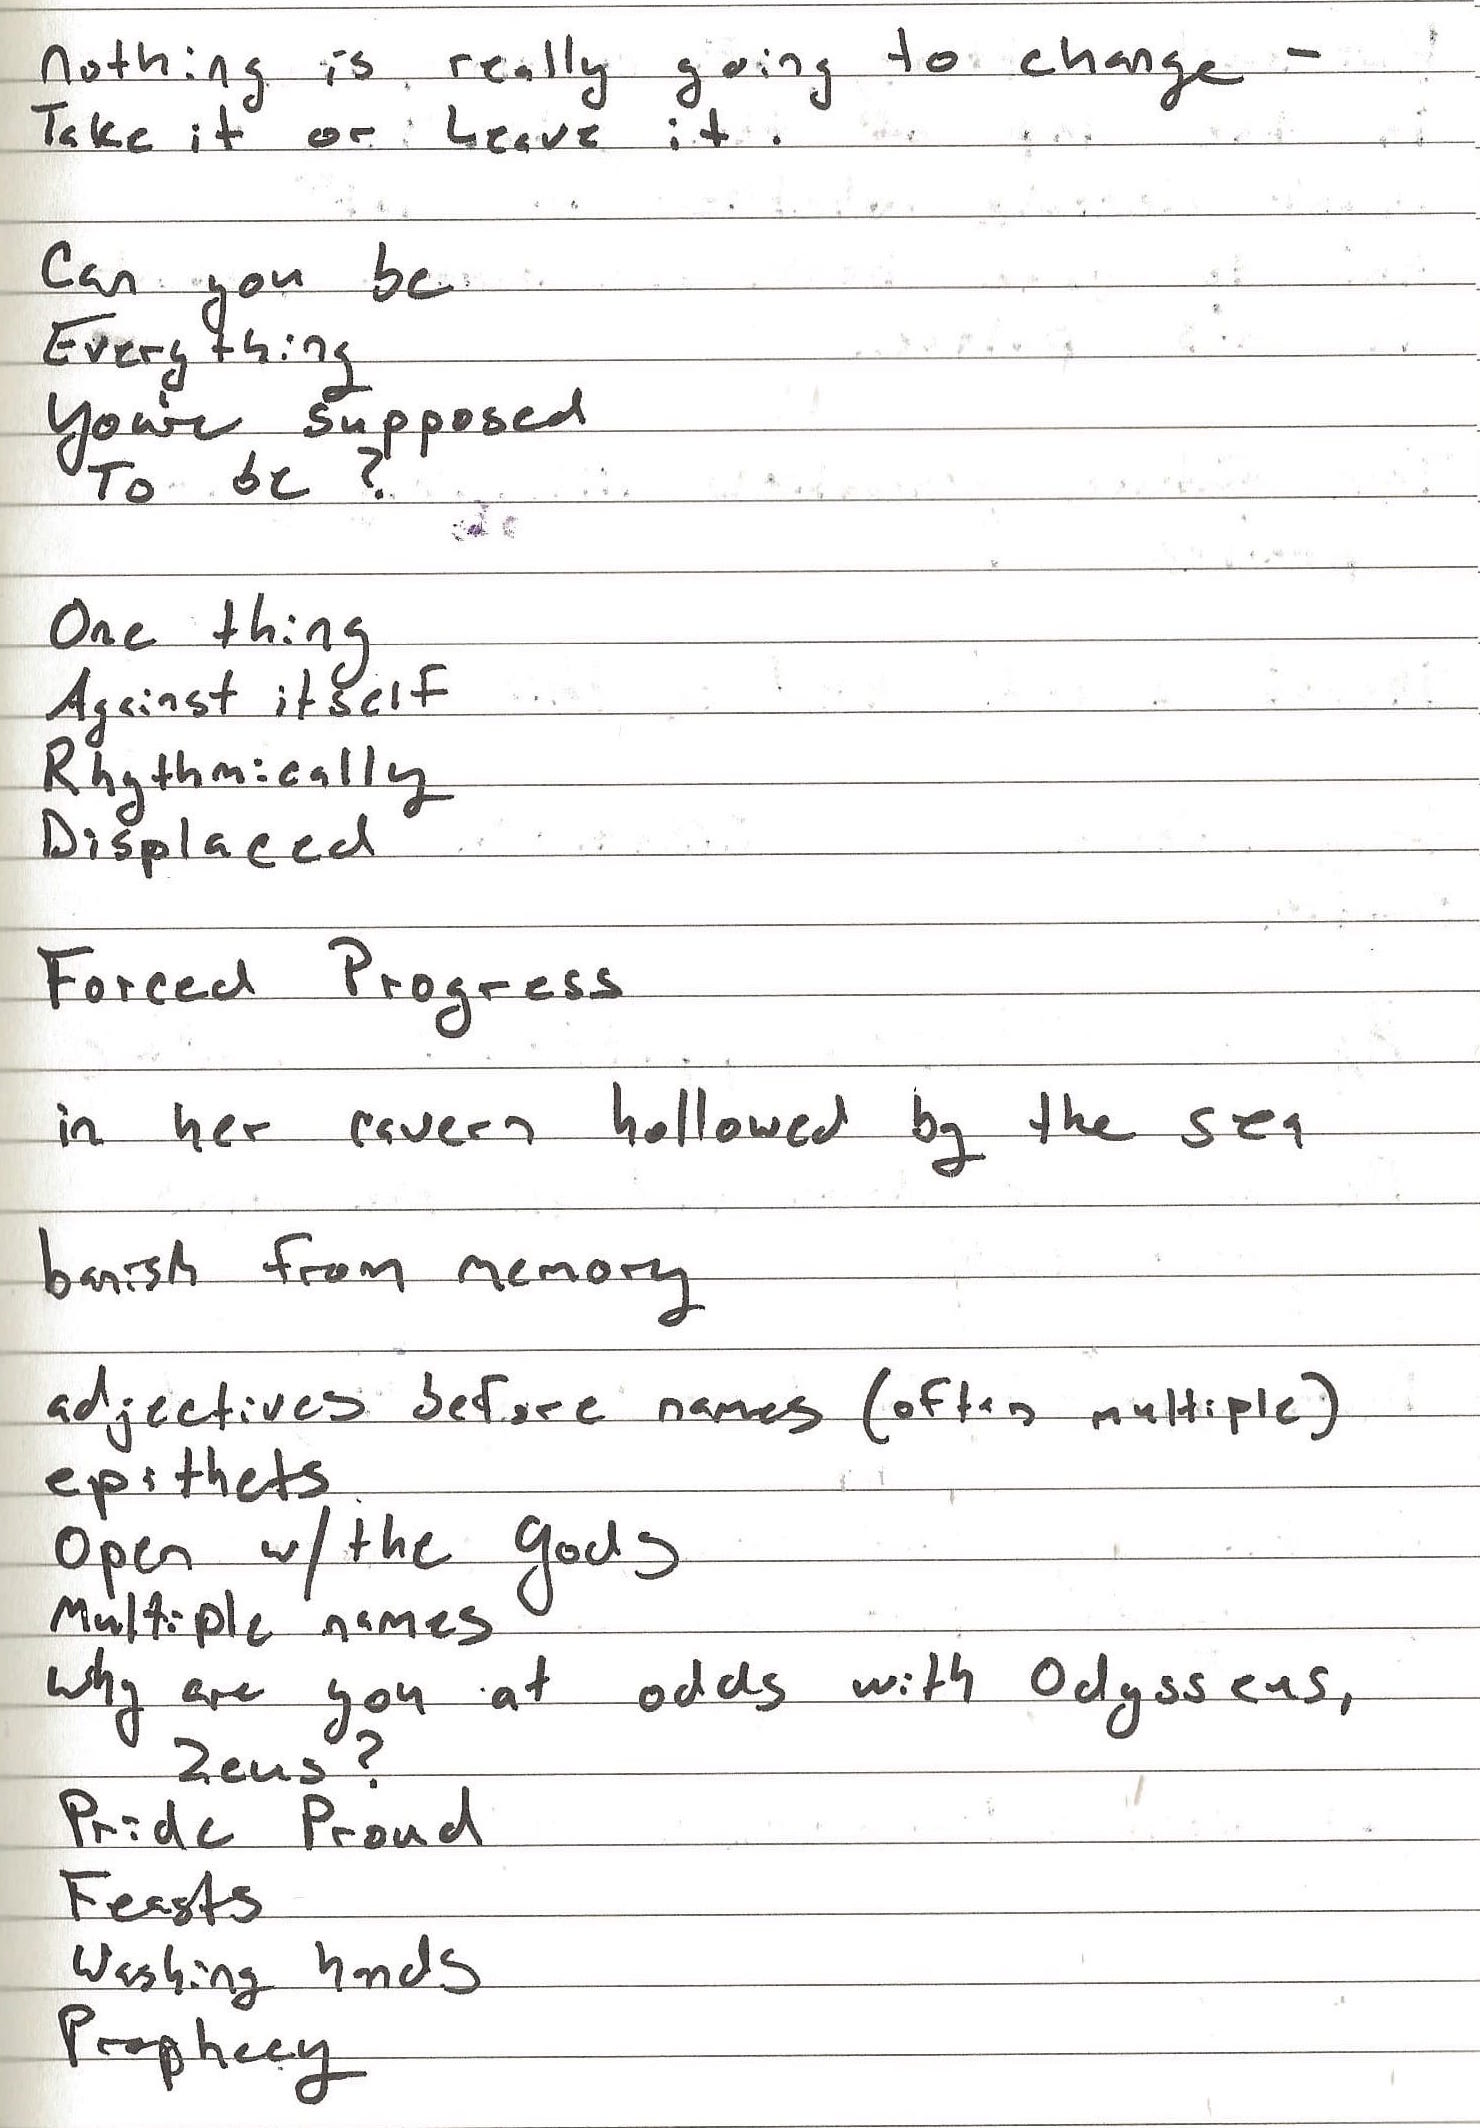 Nothing is really going to change -
Take it or Leave it.
Can you be
Everything
You're supposed
To be?
One thing
Against itself
Rhythmically
Displaced
Forced Progress
in her cavern hollowed by the sea
banish from memory
adjectives before names (often multiple)
epithets
Open w/ the gods
Multiple names
Why are you at odds with Odysseus,
Zeus?
Pride Proud
Feasts
Washing hands
Prophecy